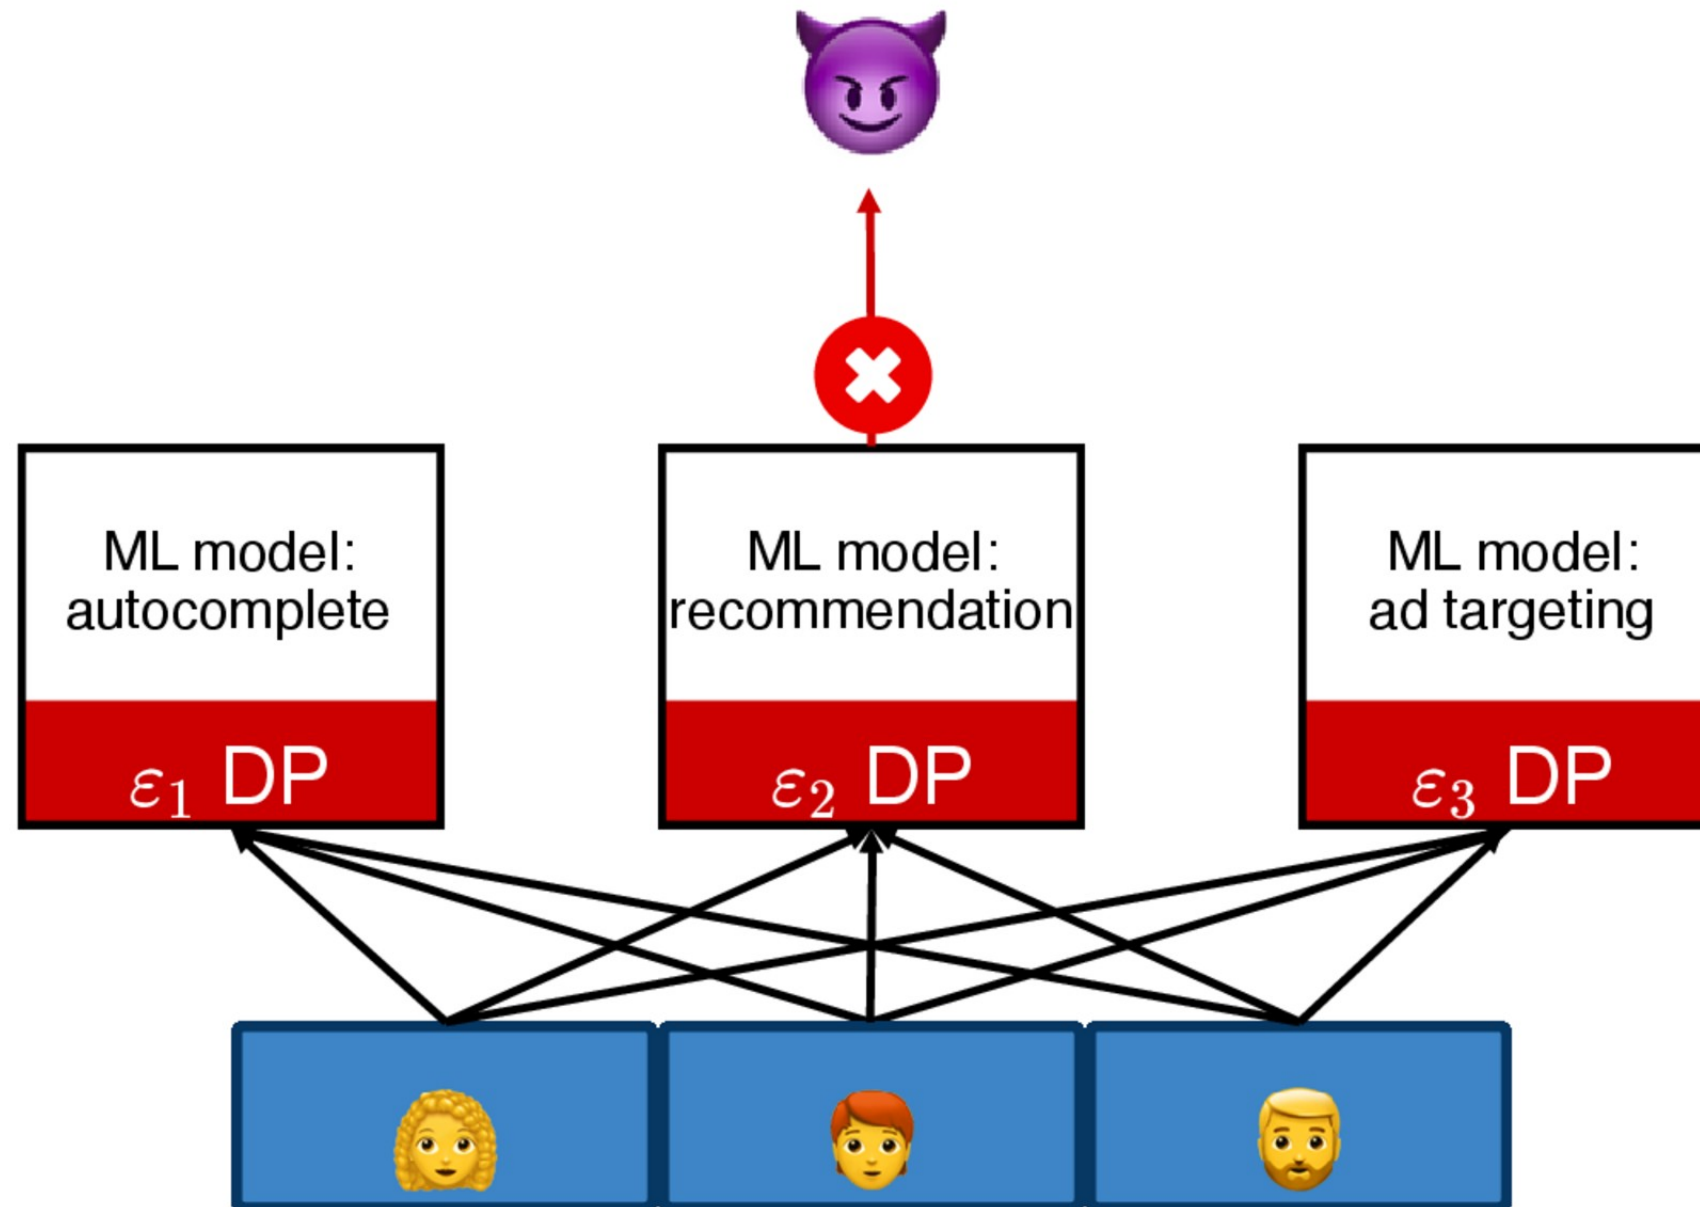 ML model:
autocomplete
ε₁ DP
ML model:
recommendation
ε₂ DP
ML model:
ad targeting
ε₃ DP